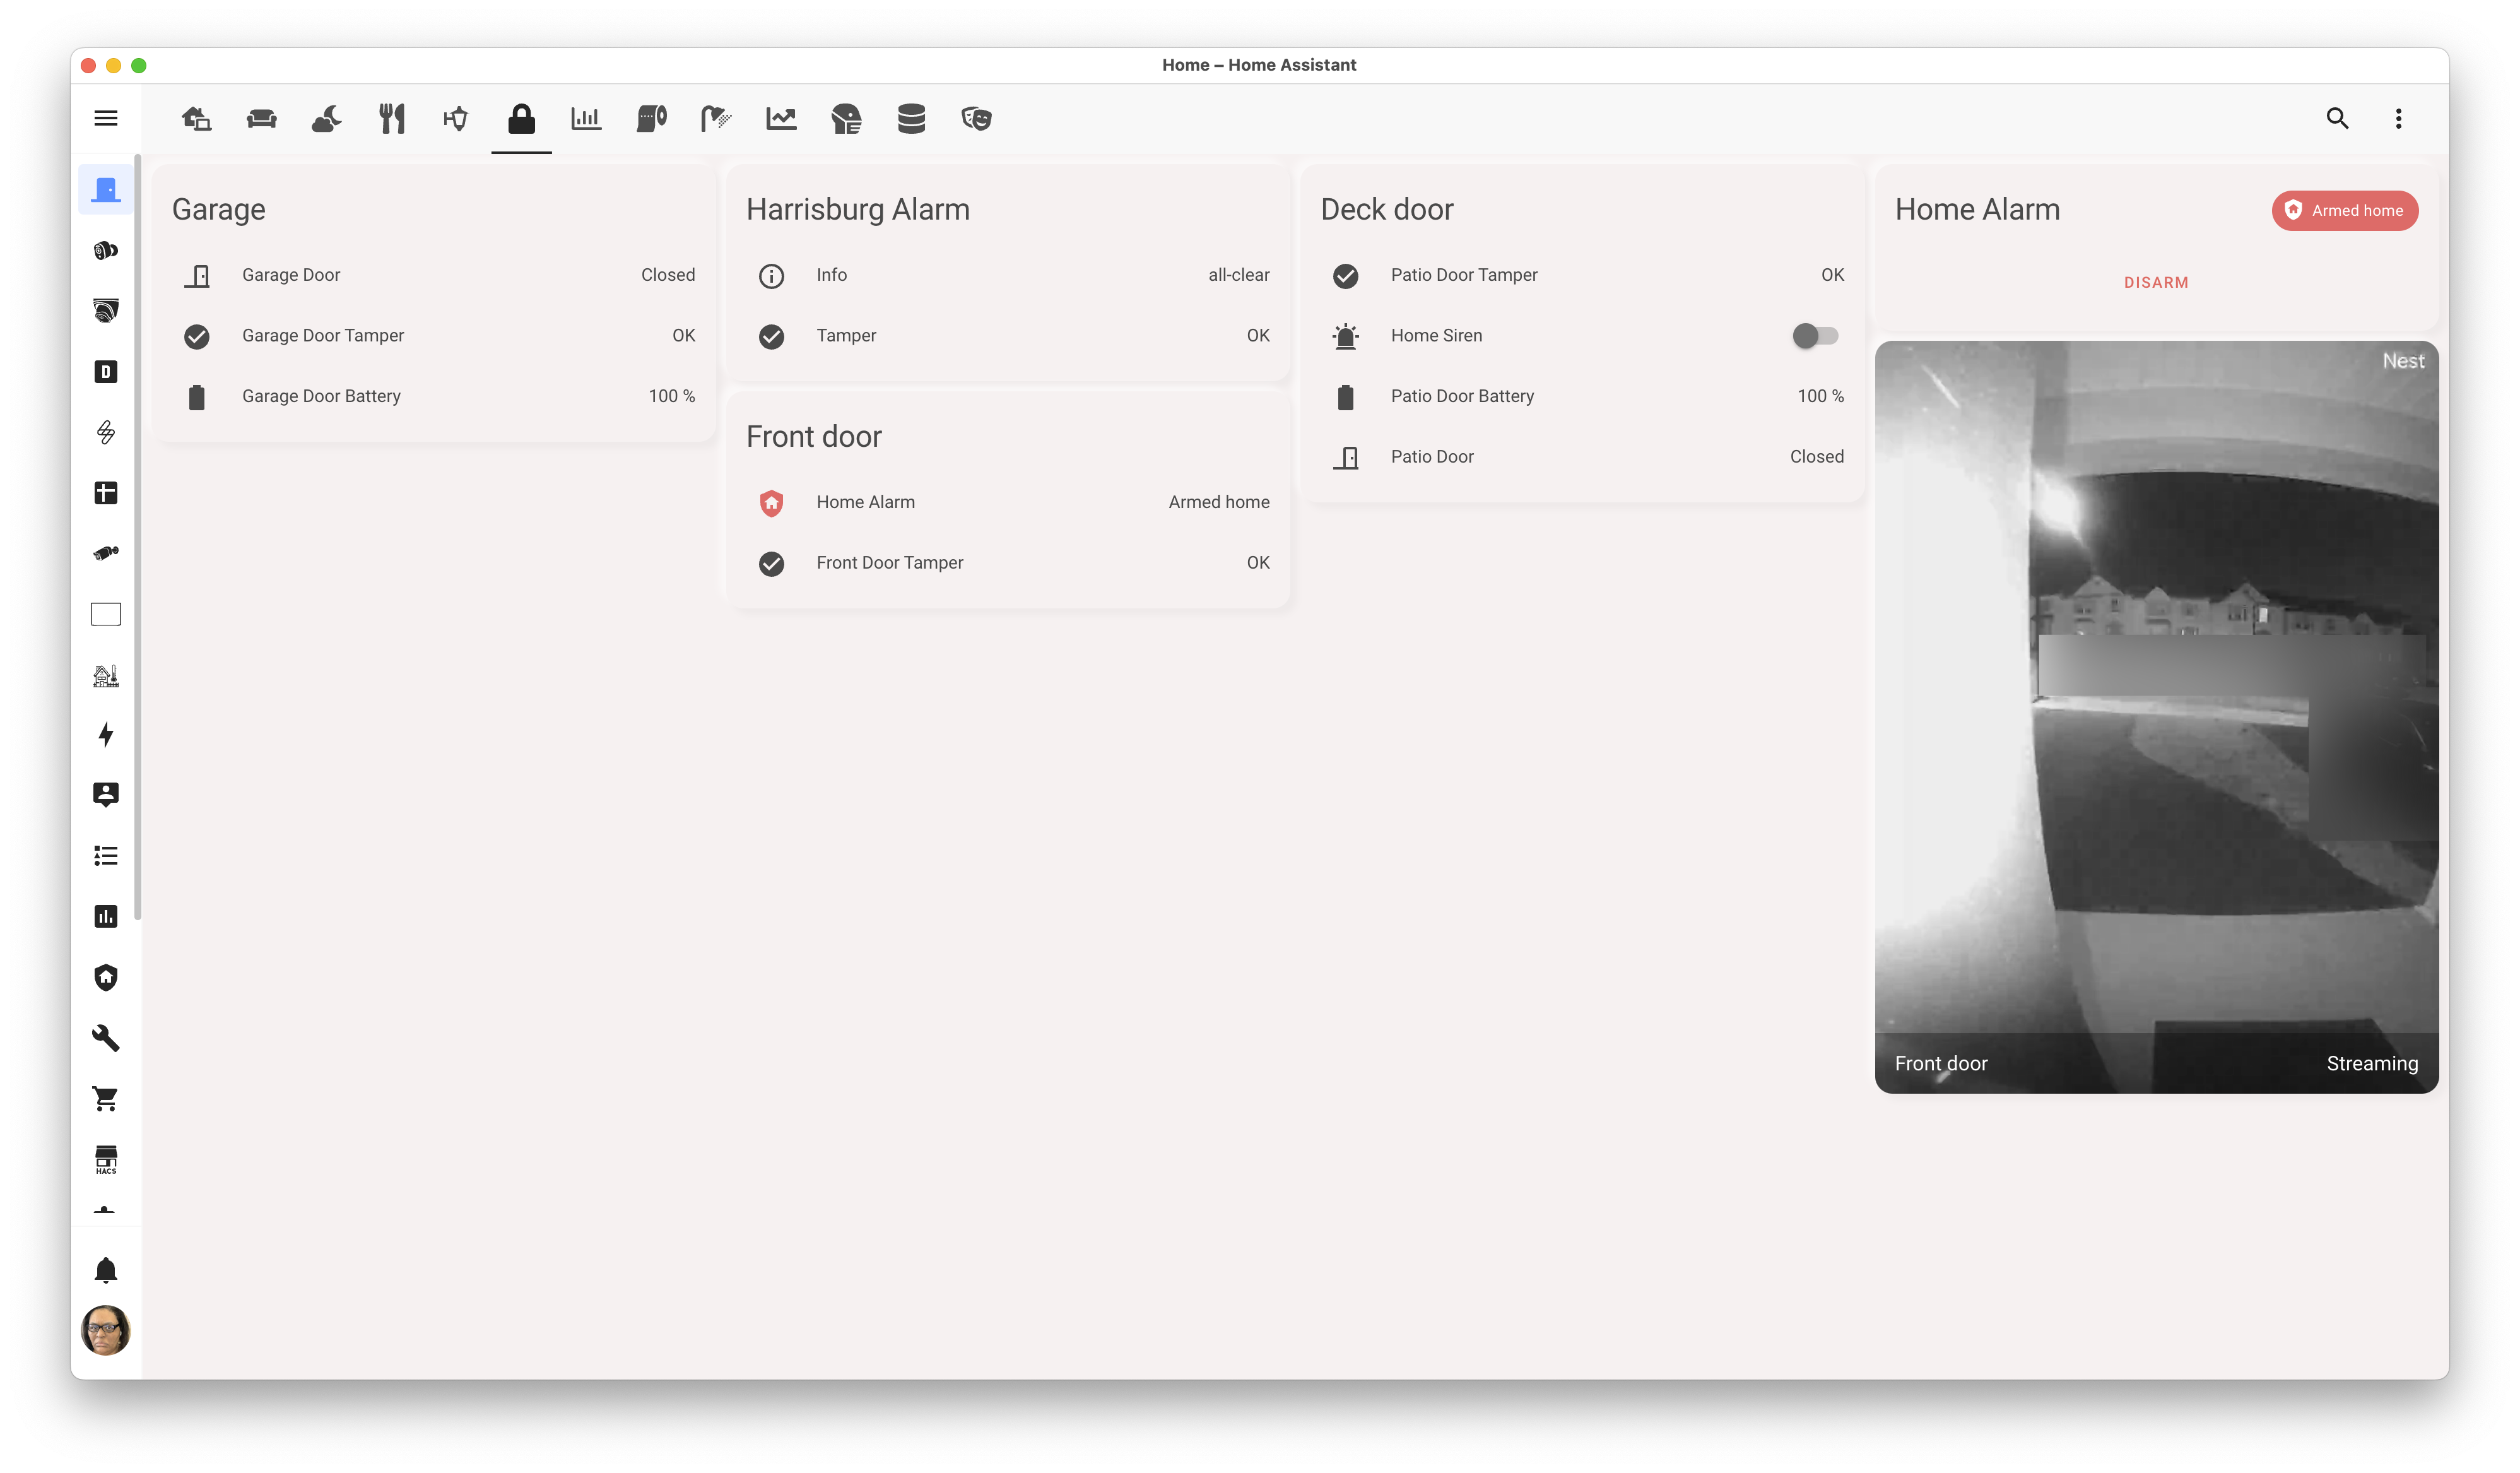 Home – Home Assistant
Garage
Garage Door Closed
Garage Door Tamper OK
Garage Door Battery 100 %
Harrisburg Alarm
Info all-clear
Tamper OK
Front door
Home Alarm Armed home
Front Door Tamper OK
Deck door
Patio Door Tamper OK
Home Siren
Patio Door Battery 100 %
Patio Door Closed
Home Alarm Armed home
DISARM
Nest
Front door Streaming
D
HACS